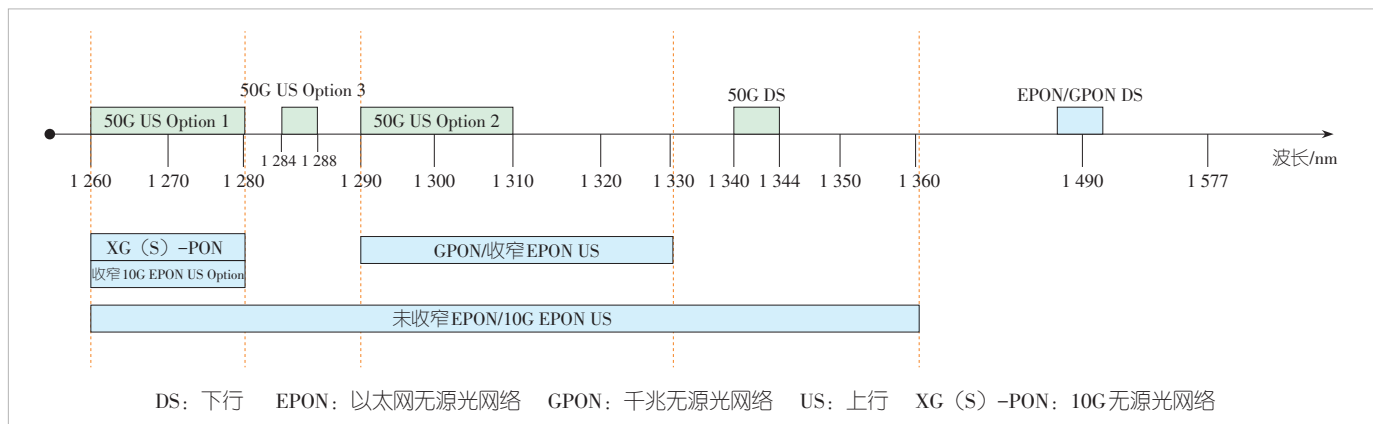 50G US Option 3
50G DS
EPON/GPON DS
50G US Option 1
50G US Option 2
1 284
1 288
波长/nm
1 260
1 270
1 280
1 290
1 300
1 310
1 320
1 330
1 340
1 344
1 350
1 360
1 490
1 577
XG（S）-PON
GPON/收窄EPON US
收窄10G EPON US Option
未收窄EPON/10G EPON US
DS：下行 EPON：以太网无源光网络 GPON：千兆无源光网络 US：上行 XG（S）-PON：10G无源光网络